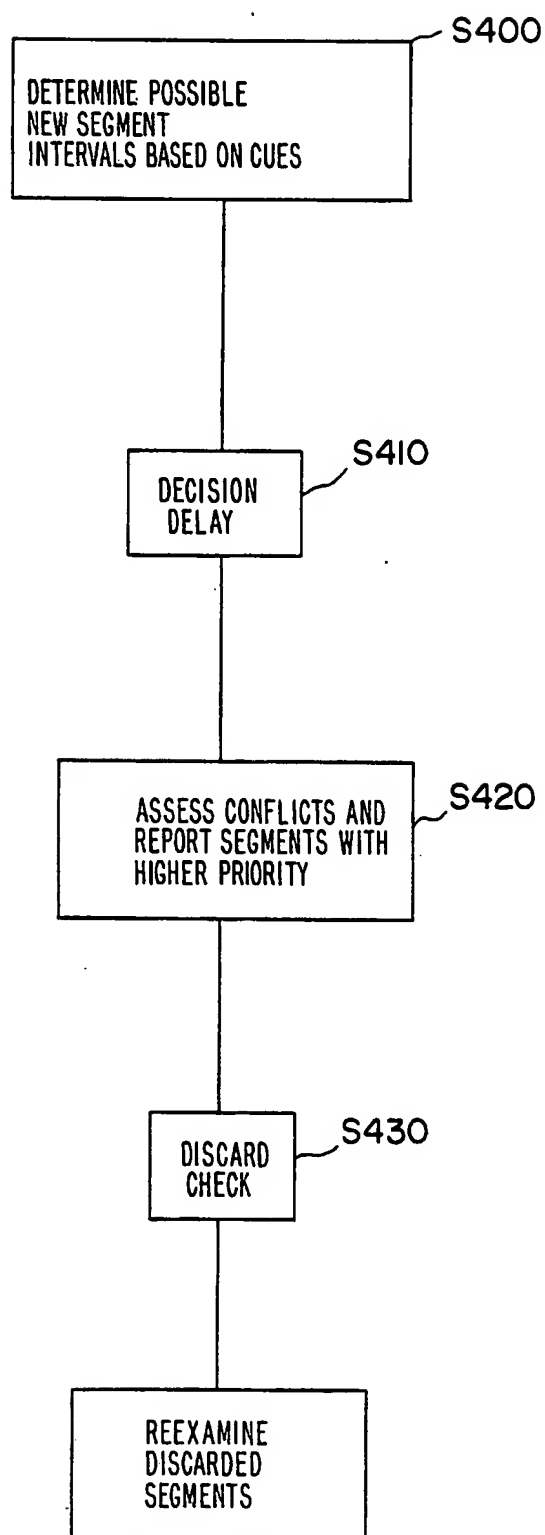 S400
DETERMINE POSSIBLE
NEW SEGMENT
INTERVALS BASED ON CUES
S410
DECISION
DELAY
S420
ASSESS CONFLICTS AND
REPORT SEGMENTS WITH
HIGHER PRIORITY
S430
DISCARD
CHECK
REEXAMINE
DISCARDED
SEGMENTS